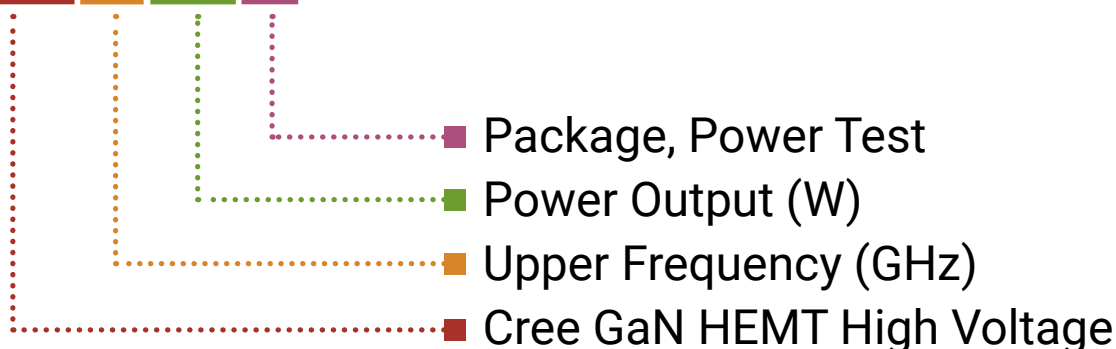 Package, Power Test
Power Output (W)
Upper Frequency (GHz)
Cree GaN HEMT High Voltage